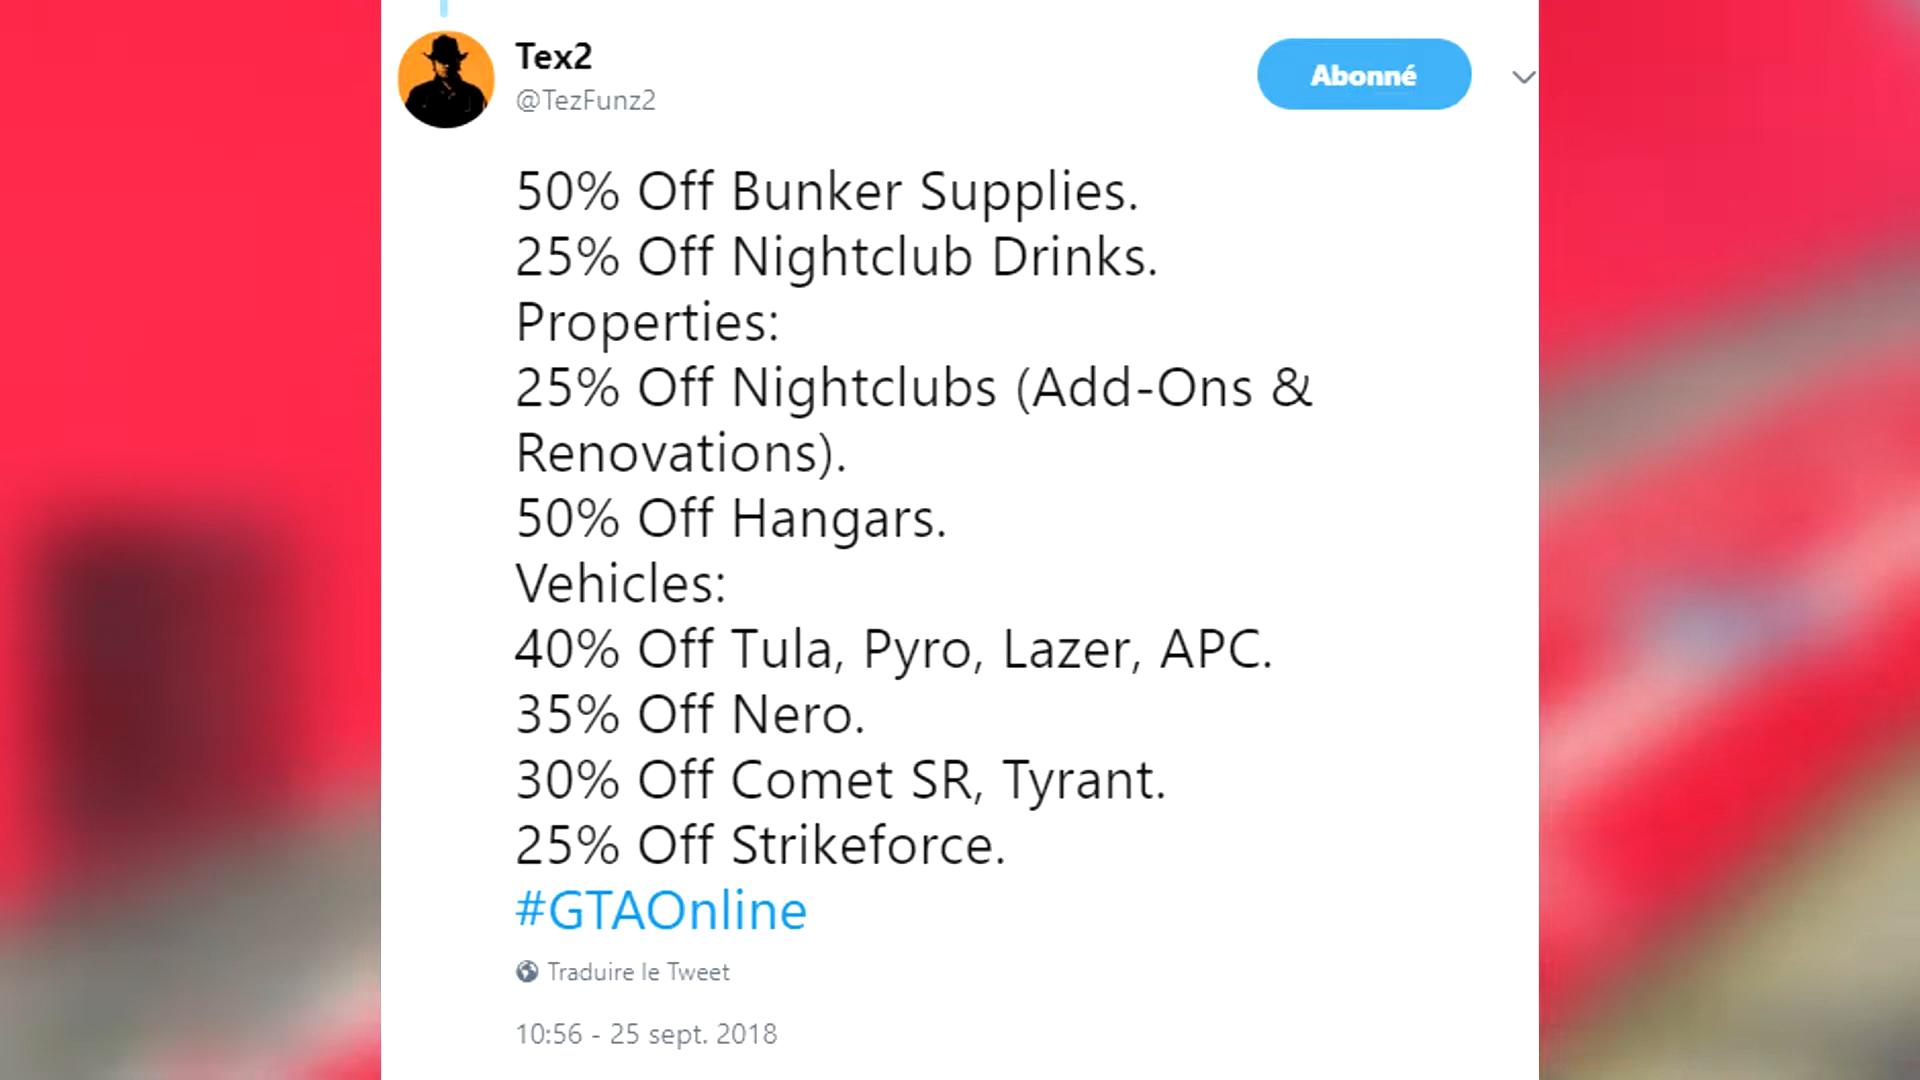 Tex2
@TezFunz2
Abonné
50% Off Bunker Supplies.
25% Off Nightclub Drinks.
Properties:
25% Off Nightclubs (Add-Ons &
Renovations).
50% Off Hangars.
Vehicles:
40% Off Tula, Pyro, Lazer, APC.
35% Off Nero.
30% Off Comet SR, Tyrant.
25% Off Strikeforce.
#GTAOnline
Traduire le Tweet
10:56 - 25 sept. 2018